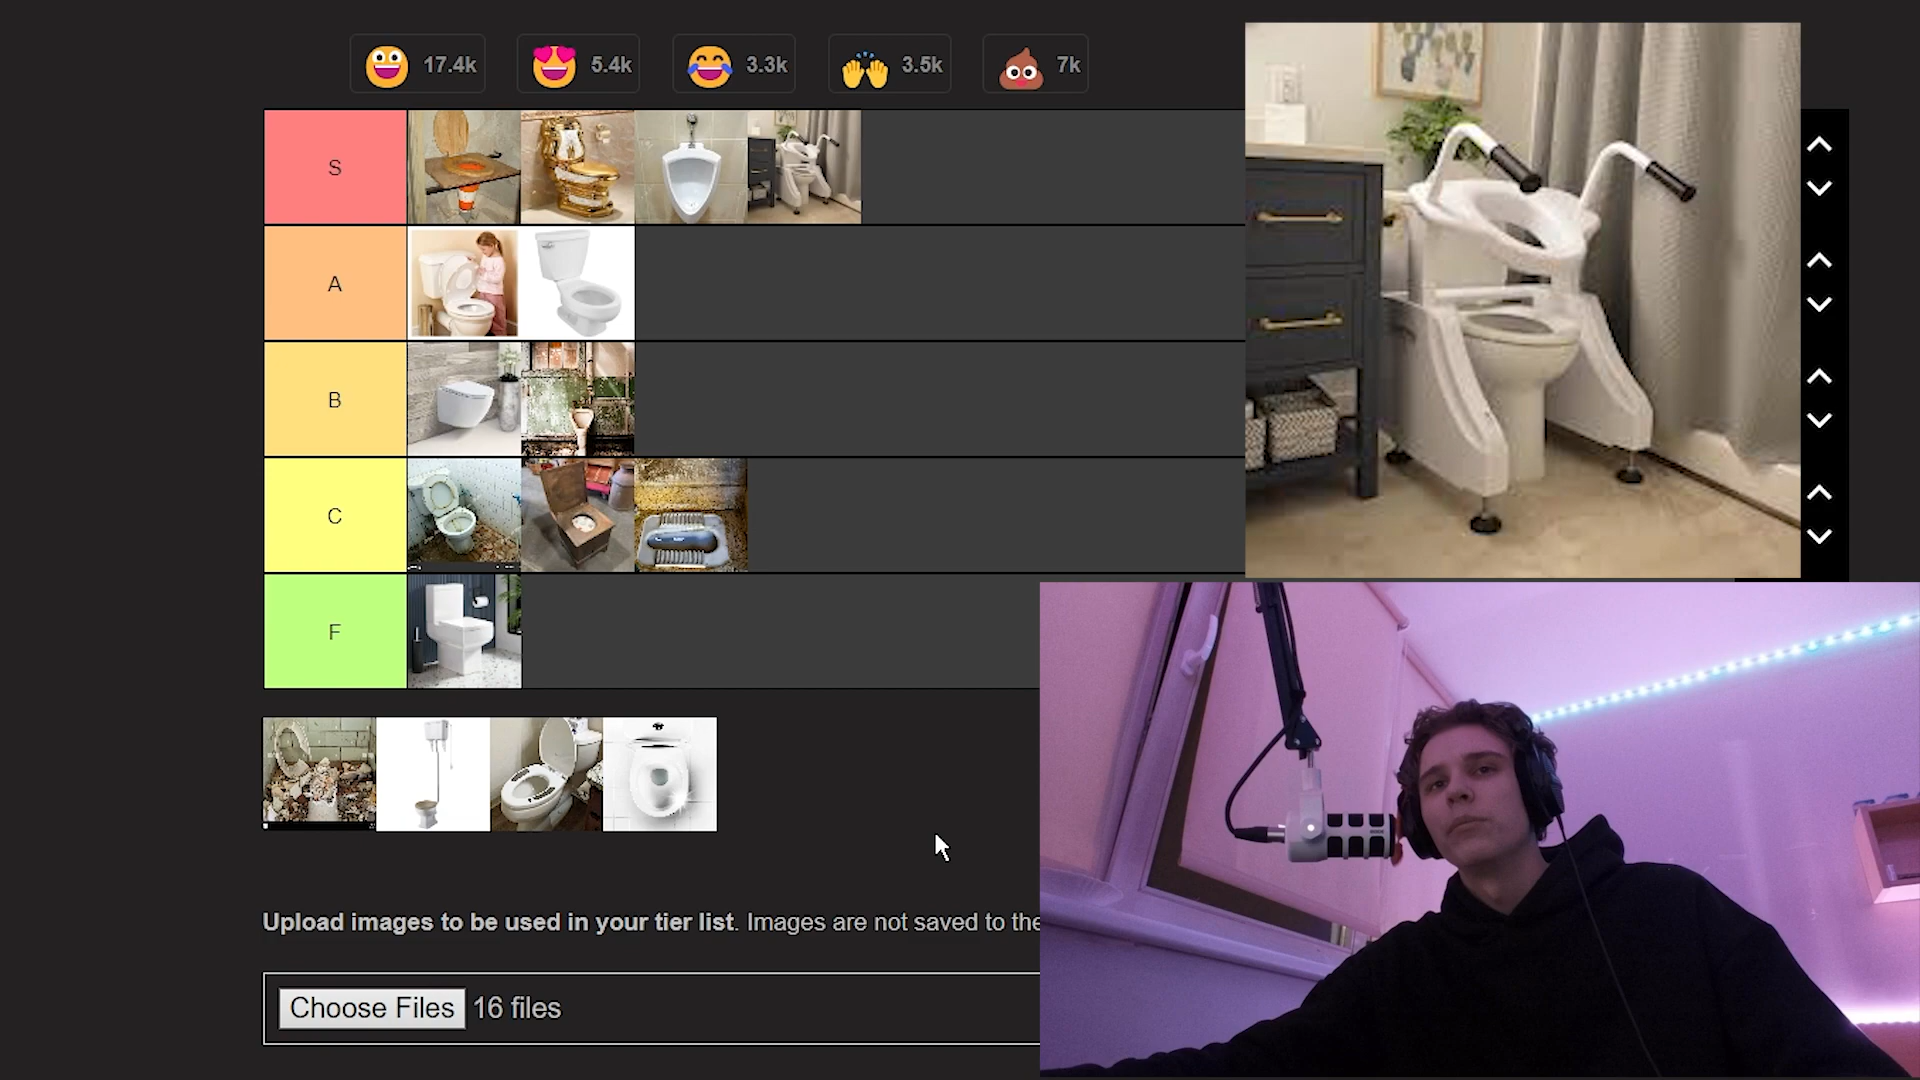 17.4k
5.4k
3.3k
3.5k
7k
S
A
B
C
F
Upload images to be used in your tier list. Images are not saved to the
Choose Files 16 files